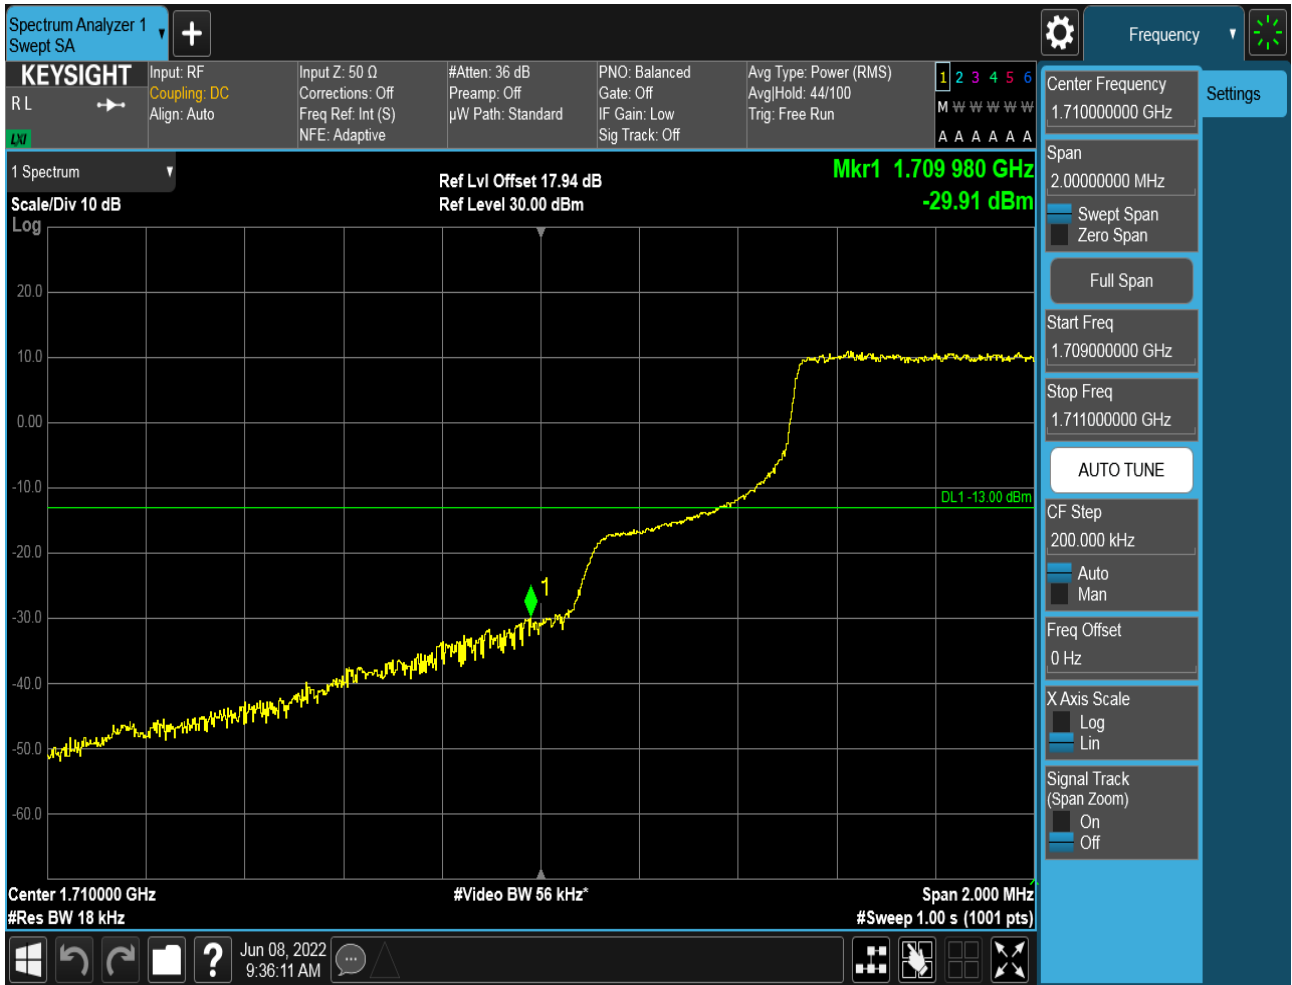 Spectrum Analyzer 1
Swept SA
Frequency
KEYSIGHT
R L
LXI
Input: RF
Coupling: DC
Align: Auto
Input Z: 50 Ω
Corrections: Off
Freq Ref: Int (S)
NFE: Adaptive
#Atten: 36 dB
Preamp: Off
µW Path: Standard
PNO: Balanced
Gate: Off
IF Gain: Low
Sig Track: Off
Avg Type: Power (RMS)
Avg|Hold: 44/100
Trig: Free Run
1 2 3 4 5 6
M W W W W W
A A A A A A
1 Spectrum
Scale/Div 10 dB
Log
Ref Lvl Offset 17.94 dB
Ref Level 30.00 dBm
Mkr1 1.709 980 GHz
-29.91 dBm
20.0
10.0
0.00
-10.0
DL1 -13.00 dBm
-20.0
1
-30.0
-40.0
-50.0
-60.0
Center 1.710000 GHz
#Res BW 18 kHz
#Video BW 56 kHz*
Span 2.000 MHz
#Sweep 1.00 s (1001 pts)
?
Jun 08, 2022
9:36:11 AM
Center Frequency
1.710000000 GHz
Settings
Span
2.00000000 MHz
Swept Span
Zero Span
Full Span
Start Freq
1.709000000 GHz
Stop Freq
1.711000000 GHz
AUTO TUNE
CF Step
200.000 kHz
Auto
Man
Freq Offset
0 Hz
X Axis Scale
Log
Lin
Signal Track
(Span Zoom)
On
Off